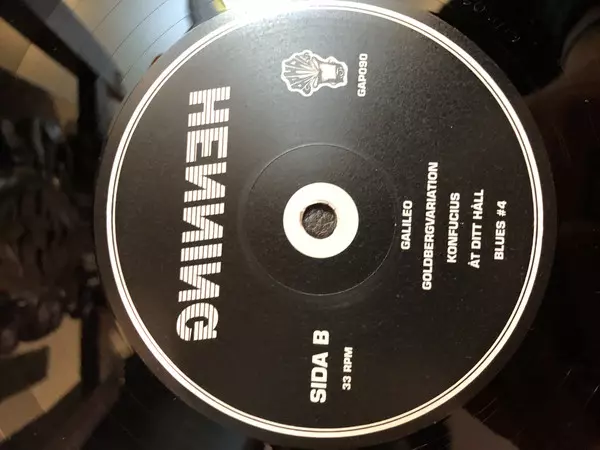 HENNING
SIDA B
33 RPM
GAP090
GALILEO
GOLDBERGVARIATION
KONFUCIUS
ÅT DITT HÅLL
BLUES #4